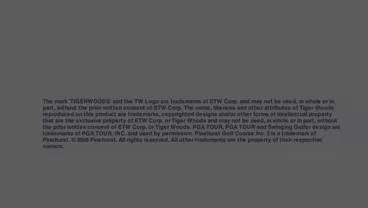 The mark TIGERWOODS® and the TW Logo are trademarks of ETW Corp. and may not be used, in whole or in
part, without the prior written consent of ETW Corp. The name, likeness and other attributes of Tiger Woods
reproduced on this product are trademarks, copyrighted designs and/or other forms of intellectual property
that are the exclusive property of ETW Corp. or Tiger Woods and may not be used, in whole or in part, without
the prior written consent of ETW Corp. or Tiger Woods. PGA TOUR, PGA TOUR and Swinging Golfer design are
trademarks of PGA TOUR, INC. and used by permission. Pinehurst Golf Course No. 2 is a trademark of
Pinehurst. © Pinehurst. All rights reserved. All other trademarks are the property of their respective
owners.